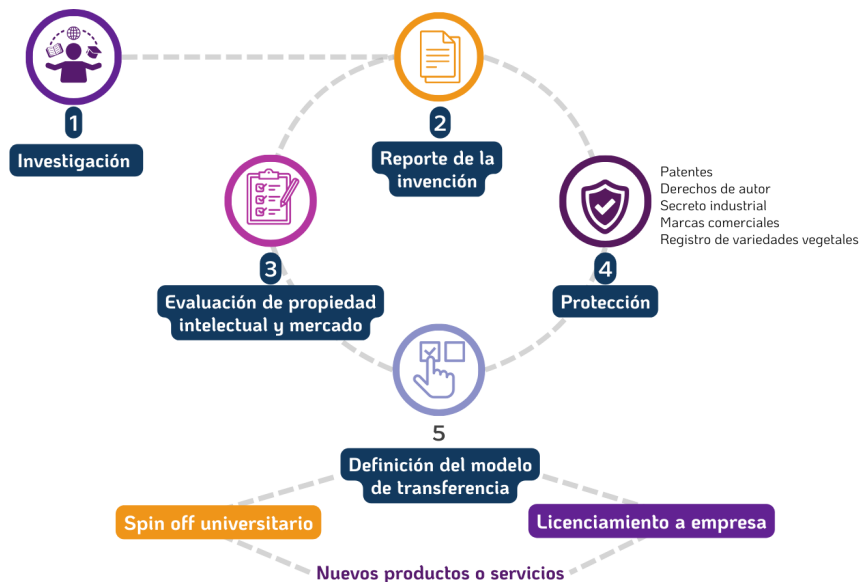 1
Investigación
2
Reporte de la
invención
3
Evaluación de propiedad
intelectual y mercado
4
Protección
Patentes
Derechos de autor
Secreto industrial
Marcas comerciales
Registro de variedades vegetales
5
Definición del modelo
de transferencia
Spin off universitario
Licenciamiento a empresa
Nuevos productos o servicios